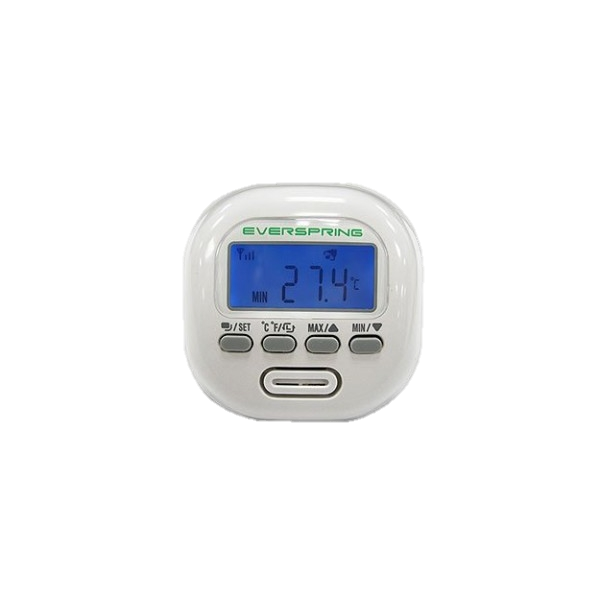 EVERSPRING
MIN 27.4 °C
/SET °C °F/ MAX/▲ MIN/▼